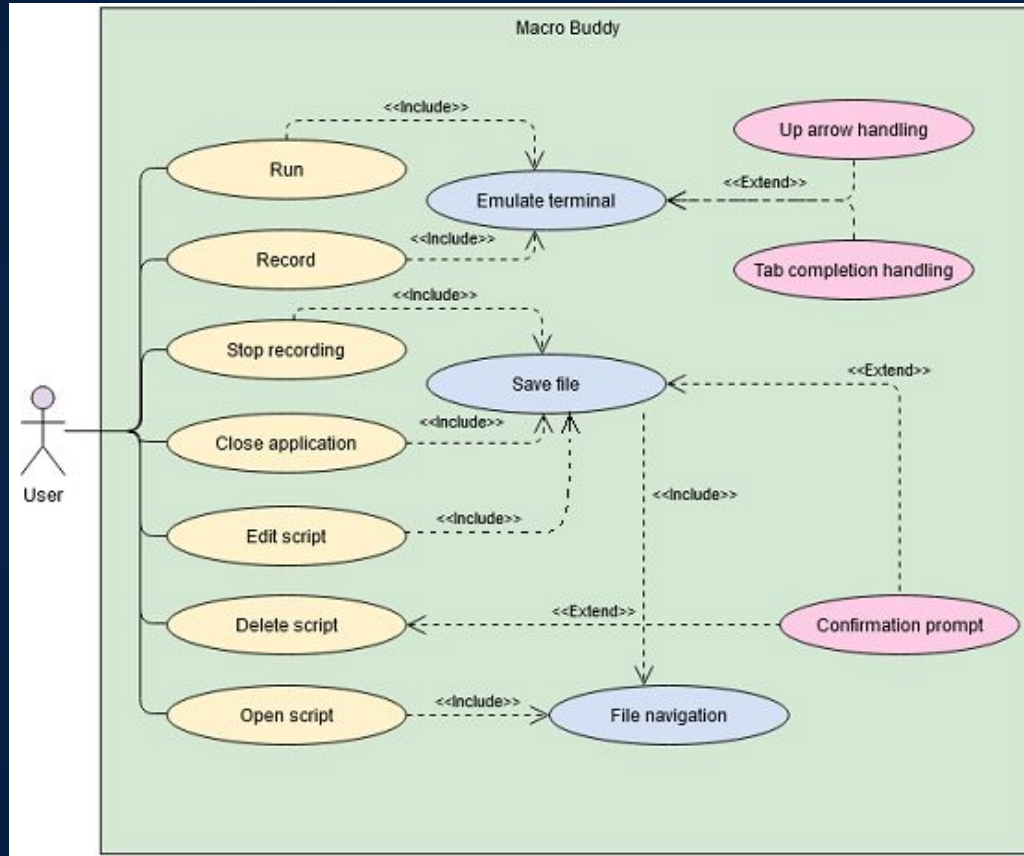 Macro Buddy
<<Include>>
Up arrow handling
Run
<<Extend>>
Emulate terminal
<<Include>>
Record
Tab completion handling
<<Include>>
Stop recording
<<Extend>>
Save file
<<Include>>
Close application
<<Include>>
User
<<Include>>
Edit script
<<Extend>>
Delete script
Confirmation prompt
<<Include>>
Open script
File navigation